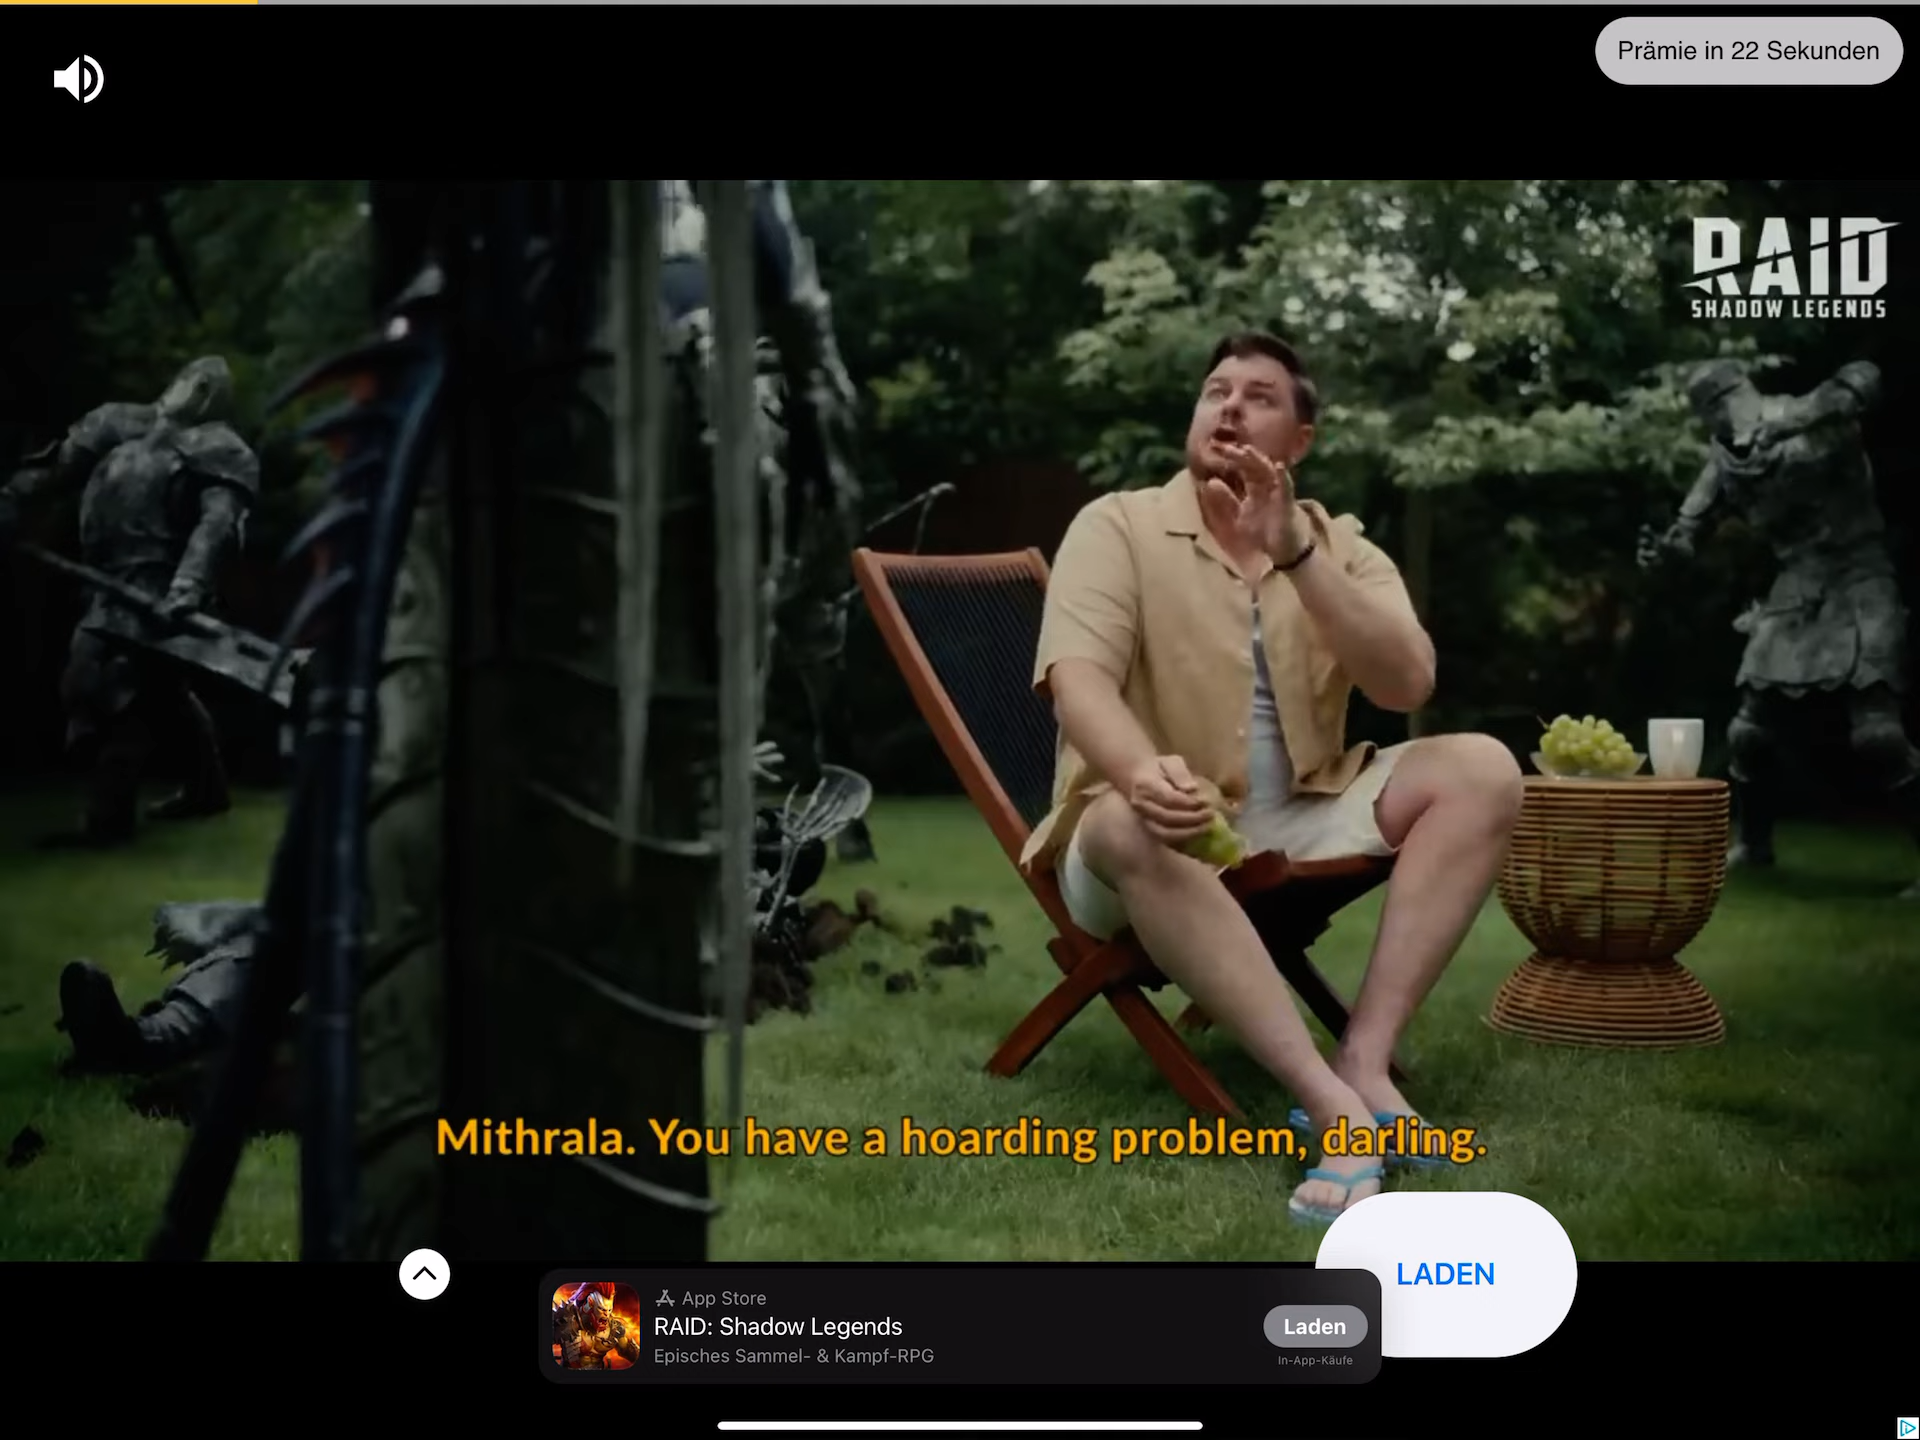 Prämie in 22 Sekunden
RAID
SHADOW LEGENDS
Mithrala. You have a hoarding problem, darling.
LADEN
App Store
RAID: Shadow Legends
Episches Sammel- & Kampf-RPG
Laden
In-App-Käufe